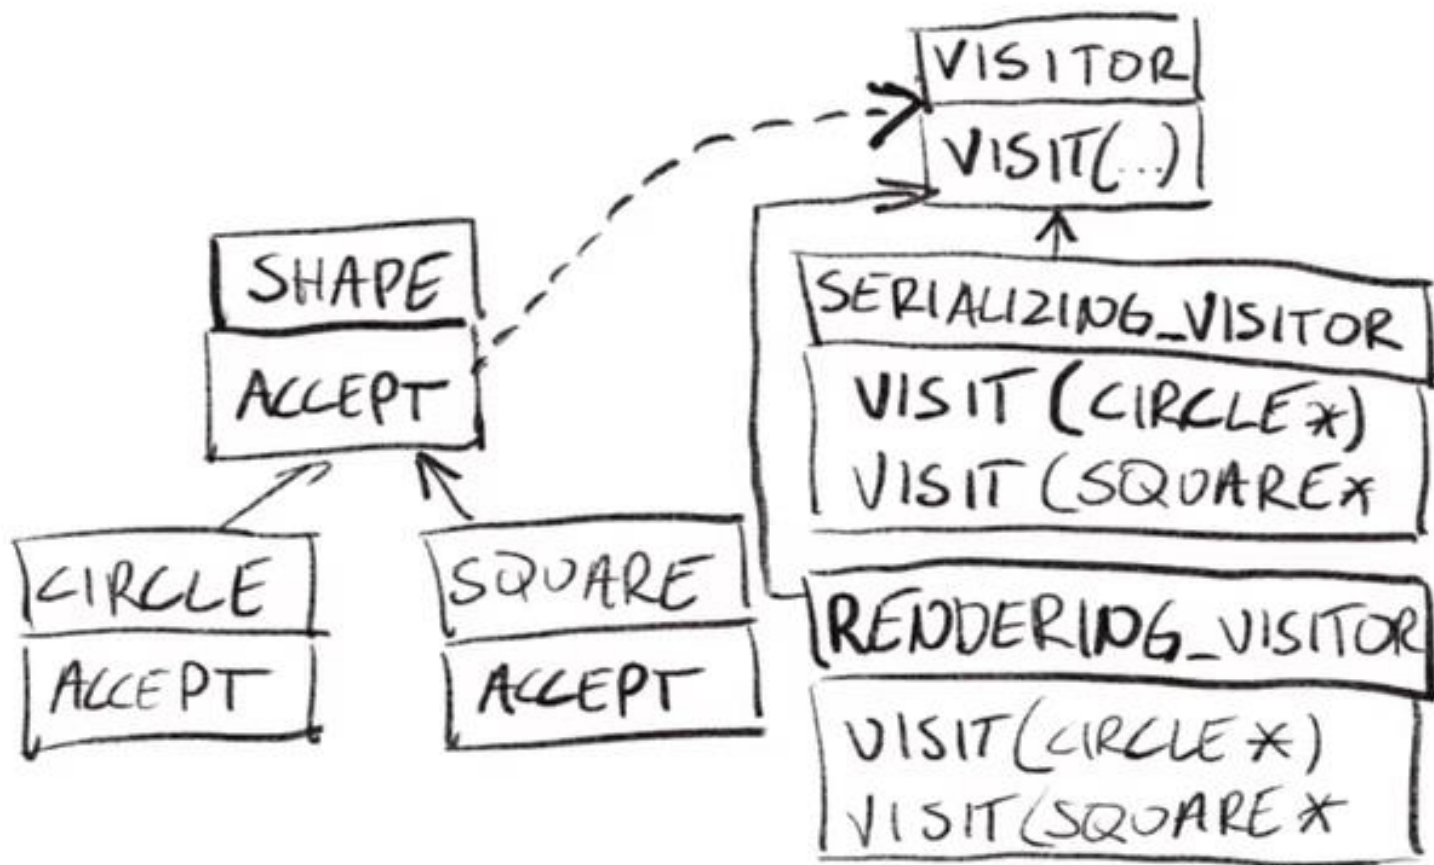 VISITOR
VISIT(...)
SHAPE
ACCEPT
SERIALIZING_VISITOR
VISIT (CIRCLE*)
VISIT (SQUARE*
CIRCLE
ACCEPT
SQUARE
ACCEPT
RENDERING_VISITOR
VISIT(CIRCLE*)
VISIT(SQUARE*